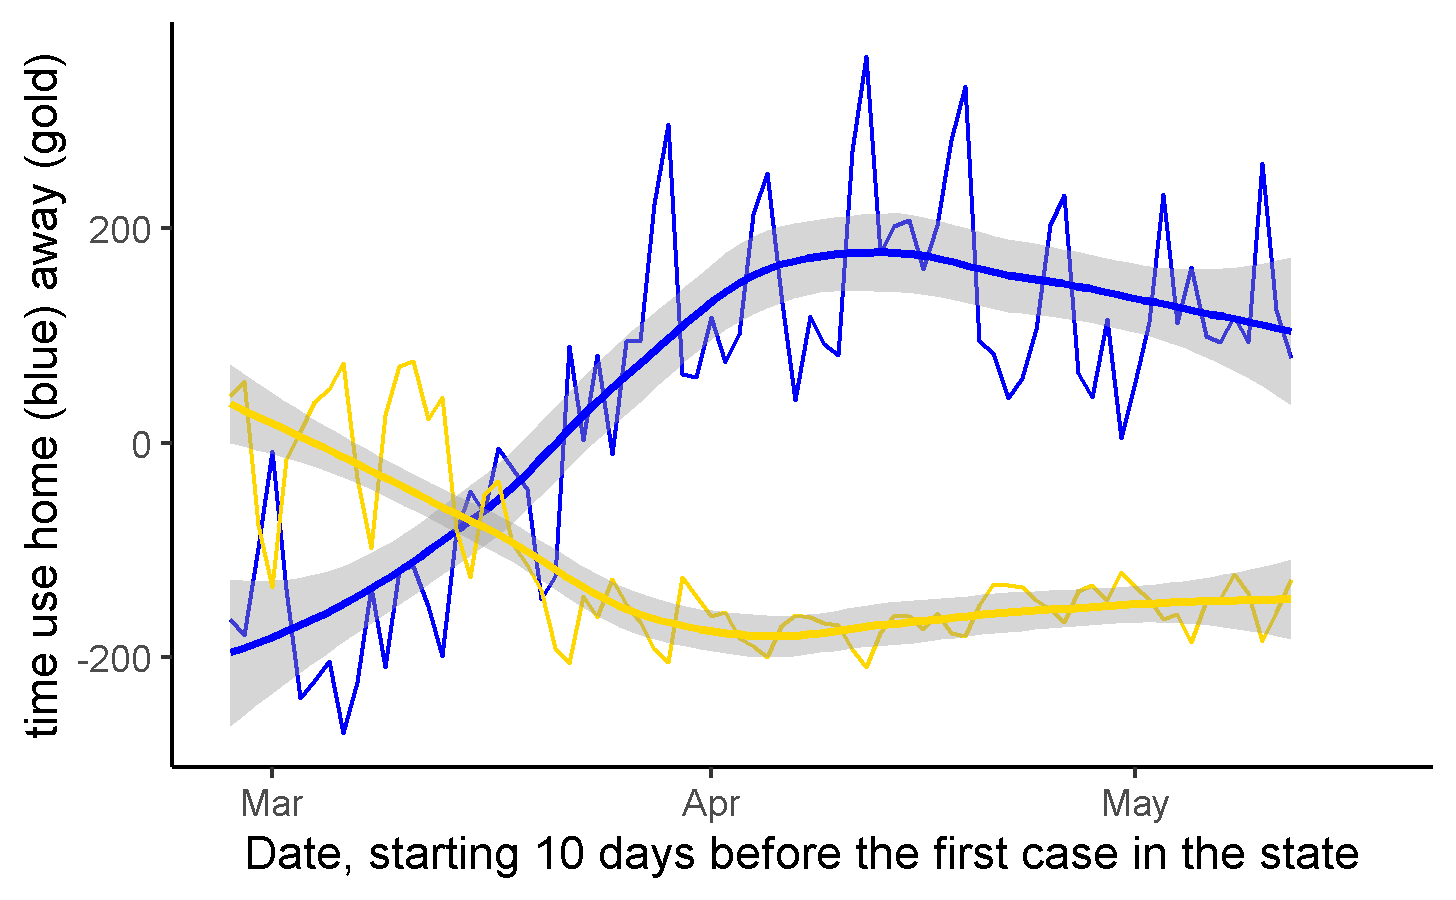 time use home (blue) away (gold)
200
0
-200
Mar
Apr
May
Date, starting 10 days before the first case in the state